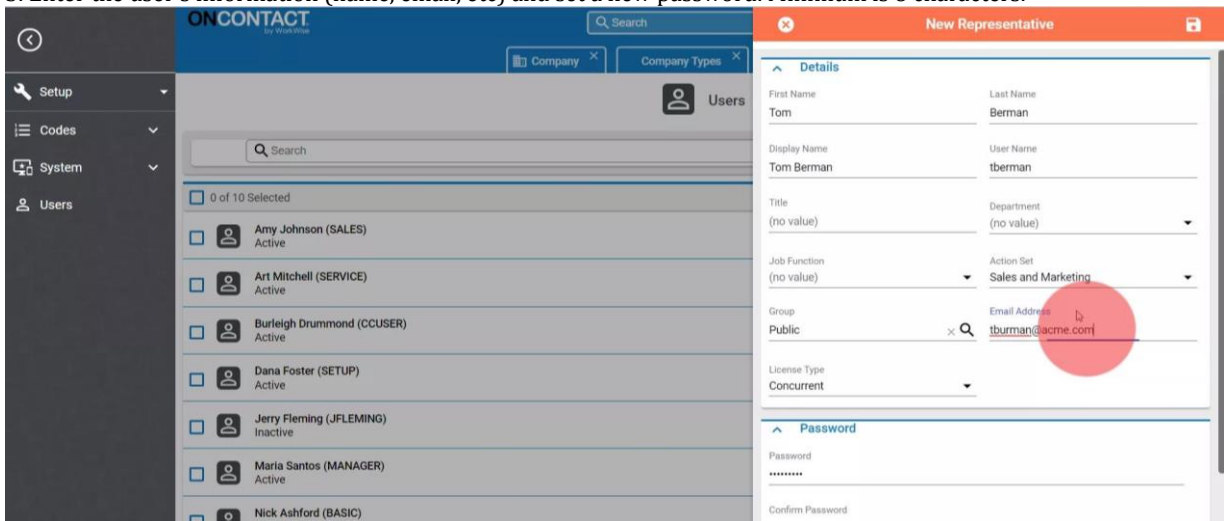 ONCONTACT
by WorkWise
Search
New Representative
Company
Company Types
Setup
Codes
System
Users
Users
Search
0 of 10 Selected
Amy Johnson (SALES)
Active
Art Mitchell (SERVICE)
Active
Burleigh Drummond (CCUSER)
Active
Dana Foster (SETUP)
Active
Jerry Fleming (JFLEMING)
Inactive
Maria Santos (MANAGER)
Active
Nick Ashford (BASIC)
Details
First Name
Last Name
Tom
Berman
Display Name
User Name
Tom Berman
tberman
Title
Department
(no value)
(no value)
Job Function
Action Set
(no value)
Sales and Marketing
Group
Email Address
Public
tburman@acme.com
License Type
Concurrent
Password
Password
•••••••••
Confirm Password